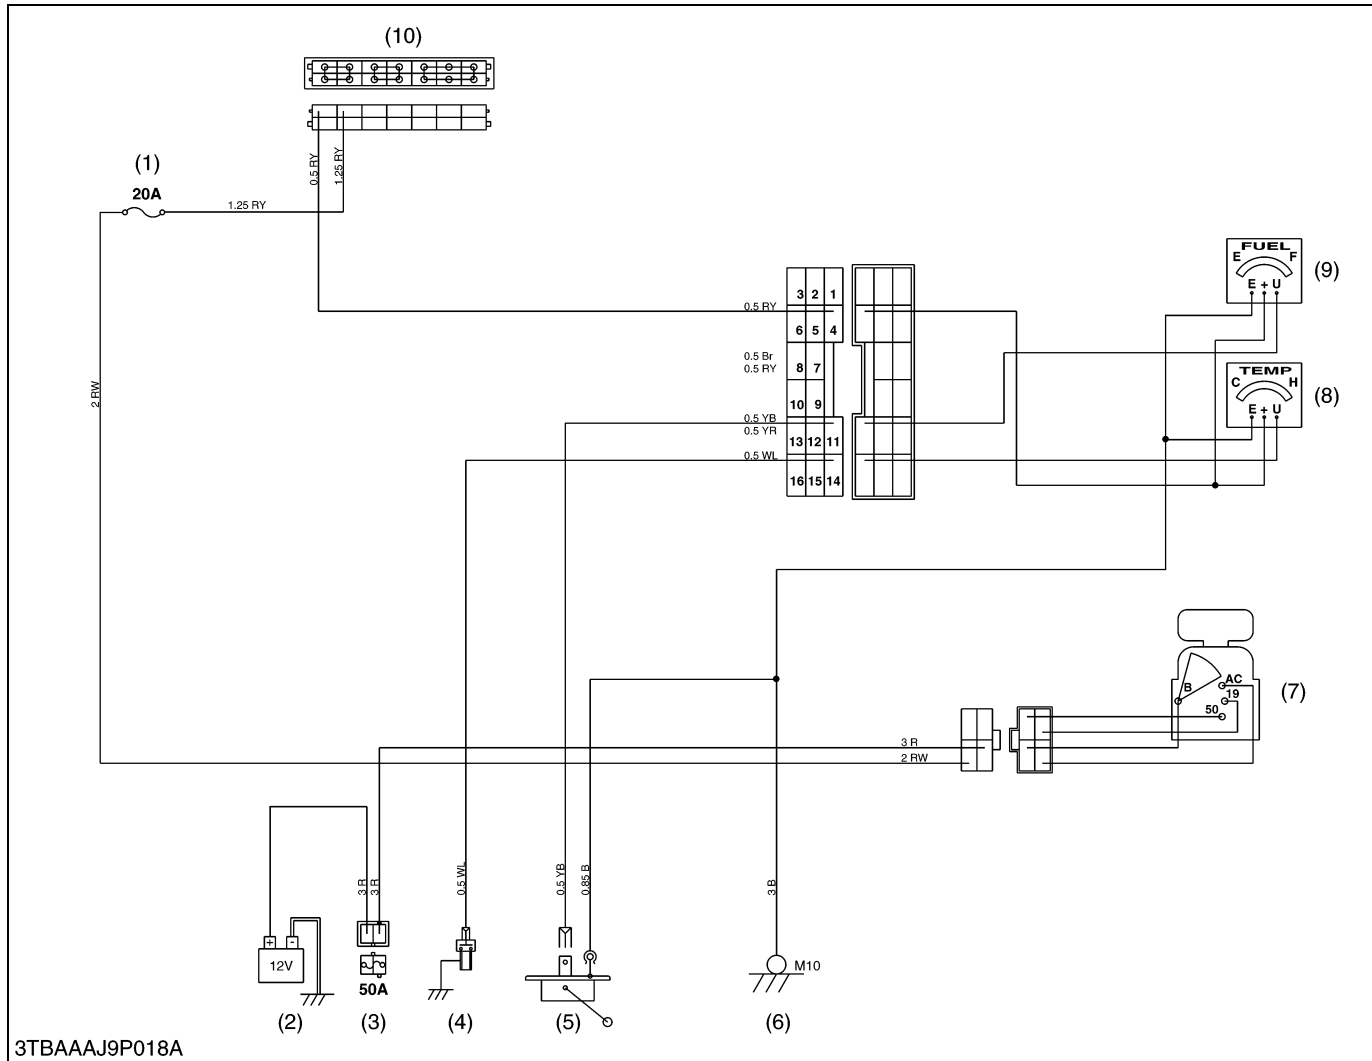 (10)
(1)
20A
1.25 RY
0.5 RY
1.25 RY
2 RW
FUEL
E F
E + U
(9)
3 2 1
0.5 RY
6 5 4
0.5 Br
0.5 RY
8 7
10 9
0.5 YB
0.5 YR
13 12 11
0.5 WL
16 15 14
TEMP
C H
E + U
(8)
B
AC
19
50
(7)
3 R
2 RW
3 R
3 R
0.5 WL
0.5 YB
0.85 B
3 B
+ -
12V
50A
M10
(2)
(3)
(4)
(5)
(6)
3TBAAAJ9P018A